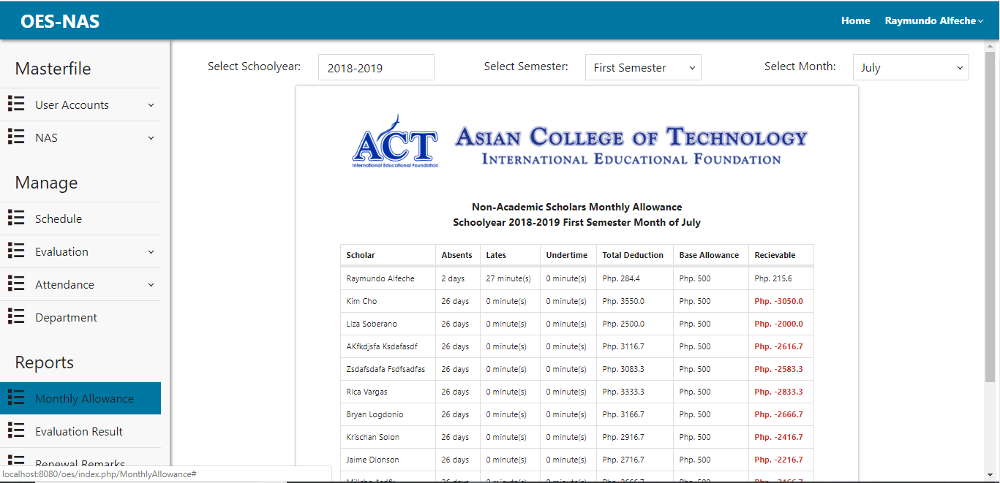 OES-NAS
Home Raymundo Alfeche
Masterfile
User Accounts
NAS
Manage
Schedule
Evaluation
Attendance
Department
Reports
Monthly Allowance
Evaluation Result
Renewal Remarks
localhost:8080/oes/index.php/MonthlyAllowance#
Select Schoolyear: 2018-2019 Select Semester: First Semester Select Month: July
ACT
International Educational Foundation
ASIAN COLLEGE OF TECHNOLOGY
INTERNATIONAL EDUCATIONAL FOUNDATION
Non-Academic Scholars Monthly Allowance
Schoolyear 2018-2019 First Semester Month of July
Scholar Absents Lates Undertime Total Deduction Base Allowance Recievable
Raymundo Alfeche 2 days 27 minute(s) 0 minute(s) Php. 284.4 Php. 500 Php. 215.6
Kim Cho 26 days 0 minute(s) 0 minute(s) Php. 3550.0 Php. 500 Php. -3050.0
Liza Soberano 26 days 0 minute(s) 0 minute(s) Php. 2500.0 Php. 500 Php. -2000.0
AKfkdjsfa Ksdafasdf 26 days 0 minute(s) 0 minute(s) Php. 3116.7 Php. 500 Php. -2616.7
Zsdafsdafa Fsdfsadfas 26 days 0 minute(s) 0 minute(s) Php. 3083.3 Php. 500 Php. -2583.3
Rica Vargas 26 days 0 minute(s) 0 minute(s) Php. 3333.3 Php. 500 Php. -2833.3
Bryan Logdonio 26 days 0 minute(s) 0 minute(s) Php. 3166.7 Php. 500 Php. -2666.7
Krischan Solon 26 days 0 minute(s) 0 minute(s) Php. 2916.7 Php. 500 Php. -2416.7
Jaime Dionson 26 days 0 minute(s) 0 minute(s) Php. 2716.7 Php. 500 Php. -2216.7